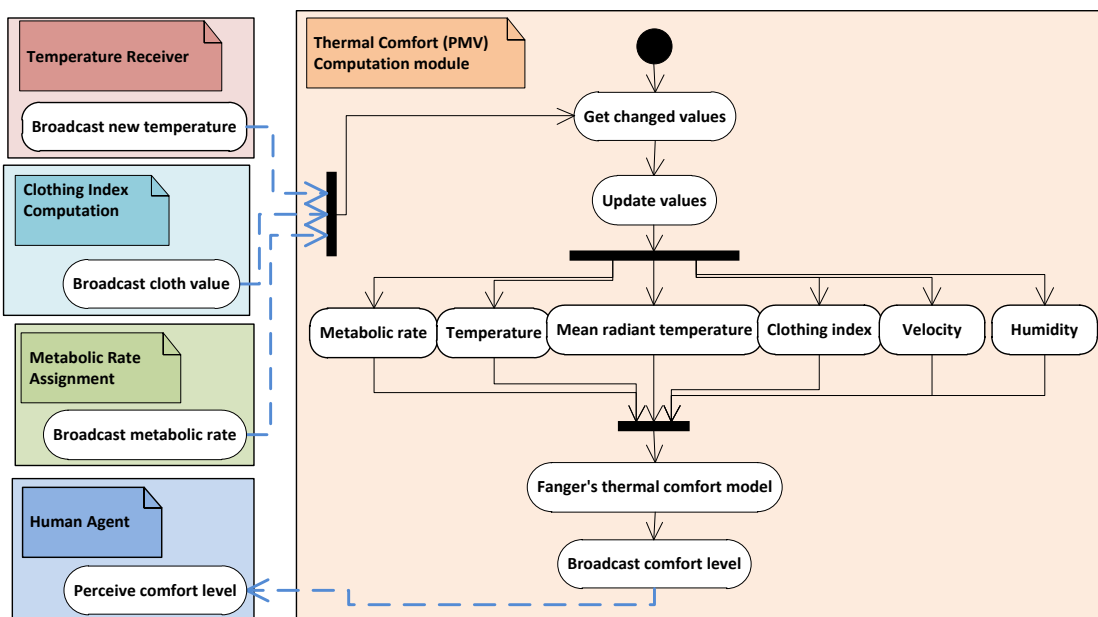 Temperature Receiver
Broadcast new temperature
Clothing Index
Computation
Broadcast cloth value
Metabolic Rate
Assignment
Broadcast metabolic rate
Human Agent
Perceive comfort level
Thermal Comfort (PMV)
Computation module
Get changed values
Update values
Metabolic rate
Temperature
Mean radiant temperature
Clothing index
Velocity
Humidity
Fanger's thermal comfort model
Broadcast comfort level